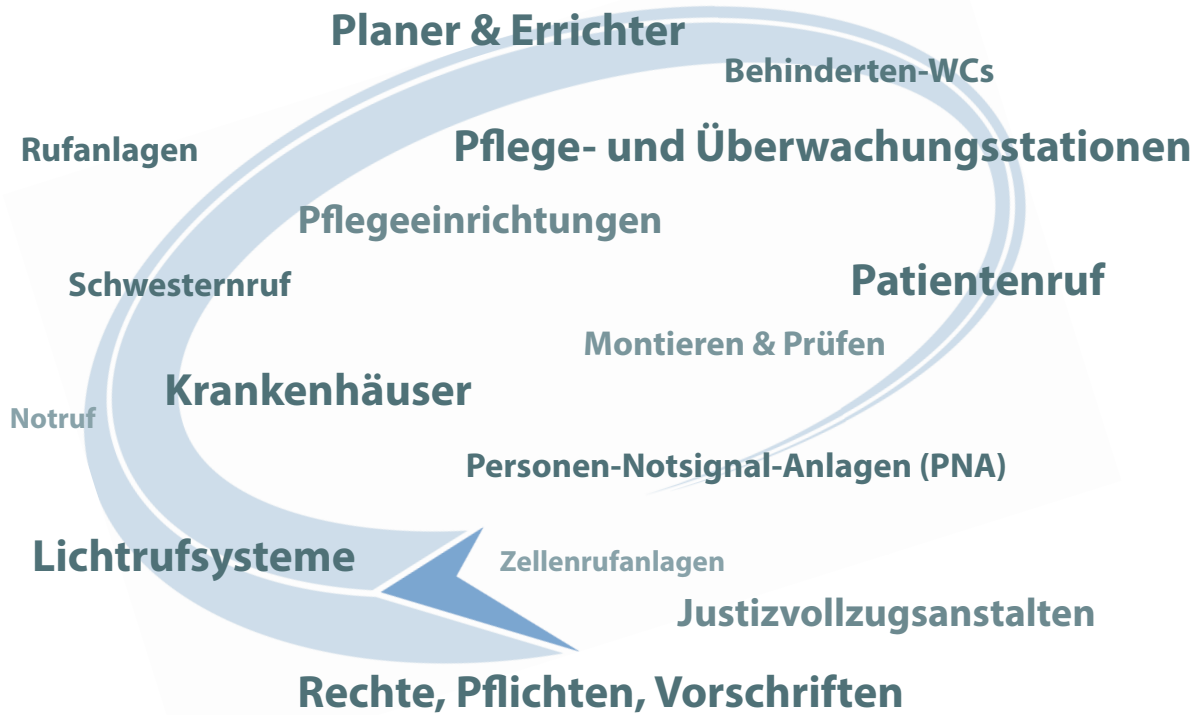 Planer & Errichter
Behinderten-WCs
Rufanlagen
Pflege- und Überwachungsstationen
Pflegeeinrichtungen
Schwesternruf
Patientenruf
Montieren & Prüfen
Krankenhäuser
Notruf
Personen-Notsignal-Anlagen (PNA)
Lichtrufsysteme
Zellenrufanlagen
Justizvollzugsanstalten
Rechte, Pflichten, Vorschriften